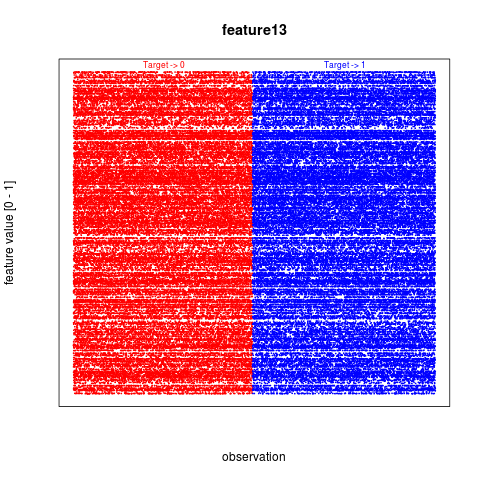 feature13
Target -> 0
Target -> 1
feature value [0 - 1]
observation